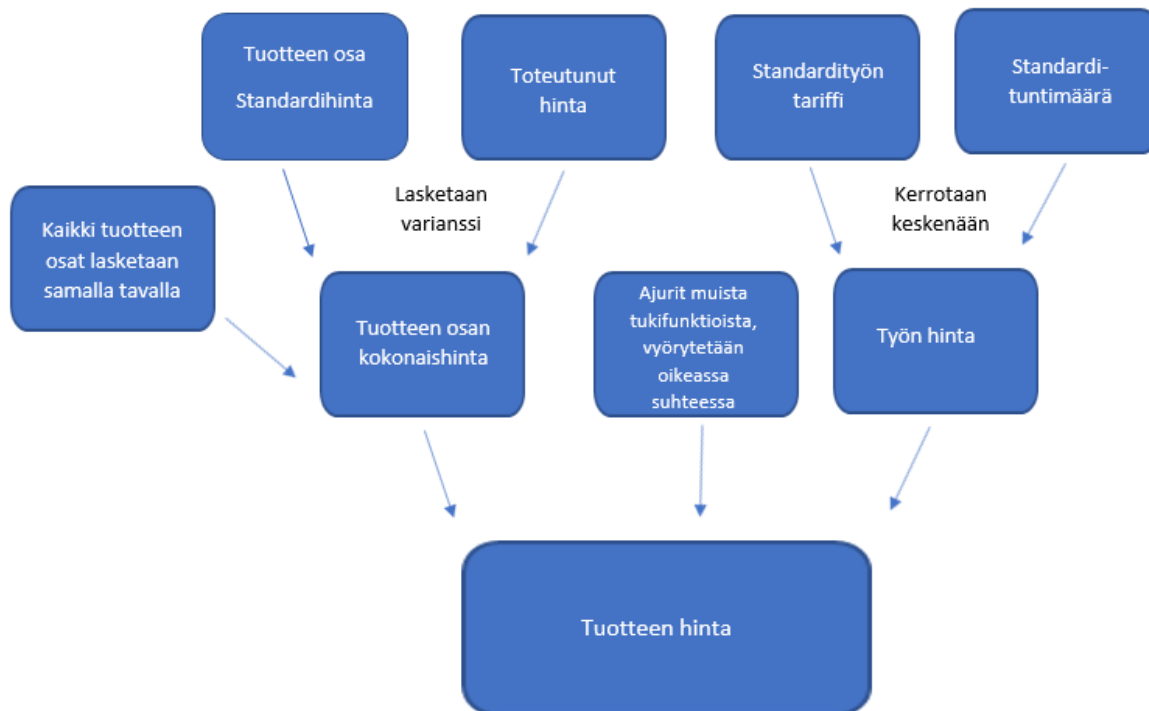 Tuotteen osa
Standardihinta
Toteutunut
hinta
Standardityön
tariffi
Standardi-
tuntimäärä
Lasketaan
varianssi
Kerrotaan
keskenään
Kaikki tuotteen
osat lasketaan
samalla tavalla
Tuotteen osan
kokonaishinta
Ajurit muista
tukifunktioista,
vyörytetään
oikeassa
suhteessa
Työn hinta
Tuotteen hinta